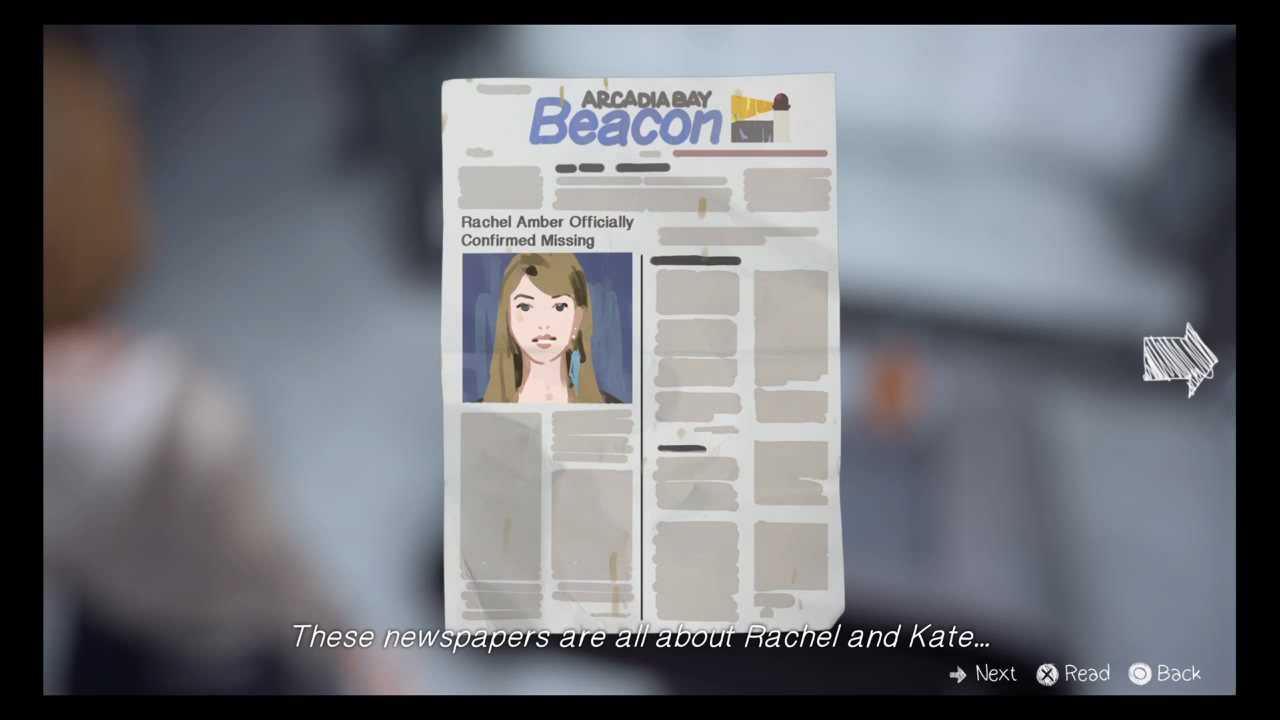 ARCADIA BAY
Beacon
Rachel Amber Officially
Confirmed Missing
These newspapers are all about Rachel and Kate...
Next Read Back